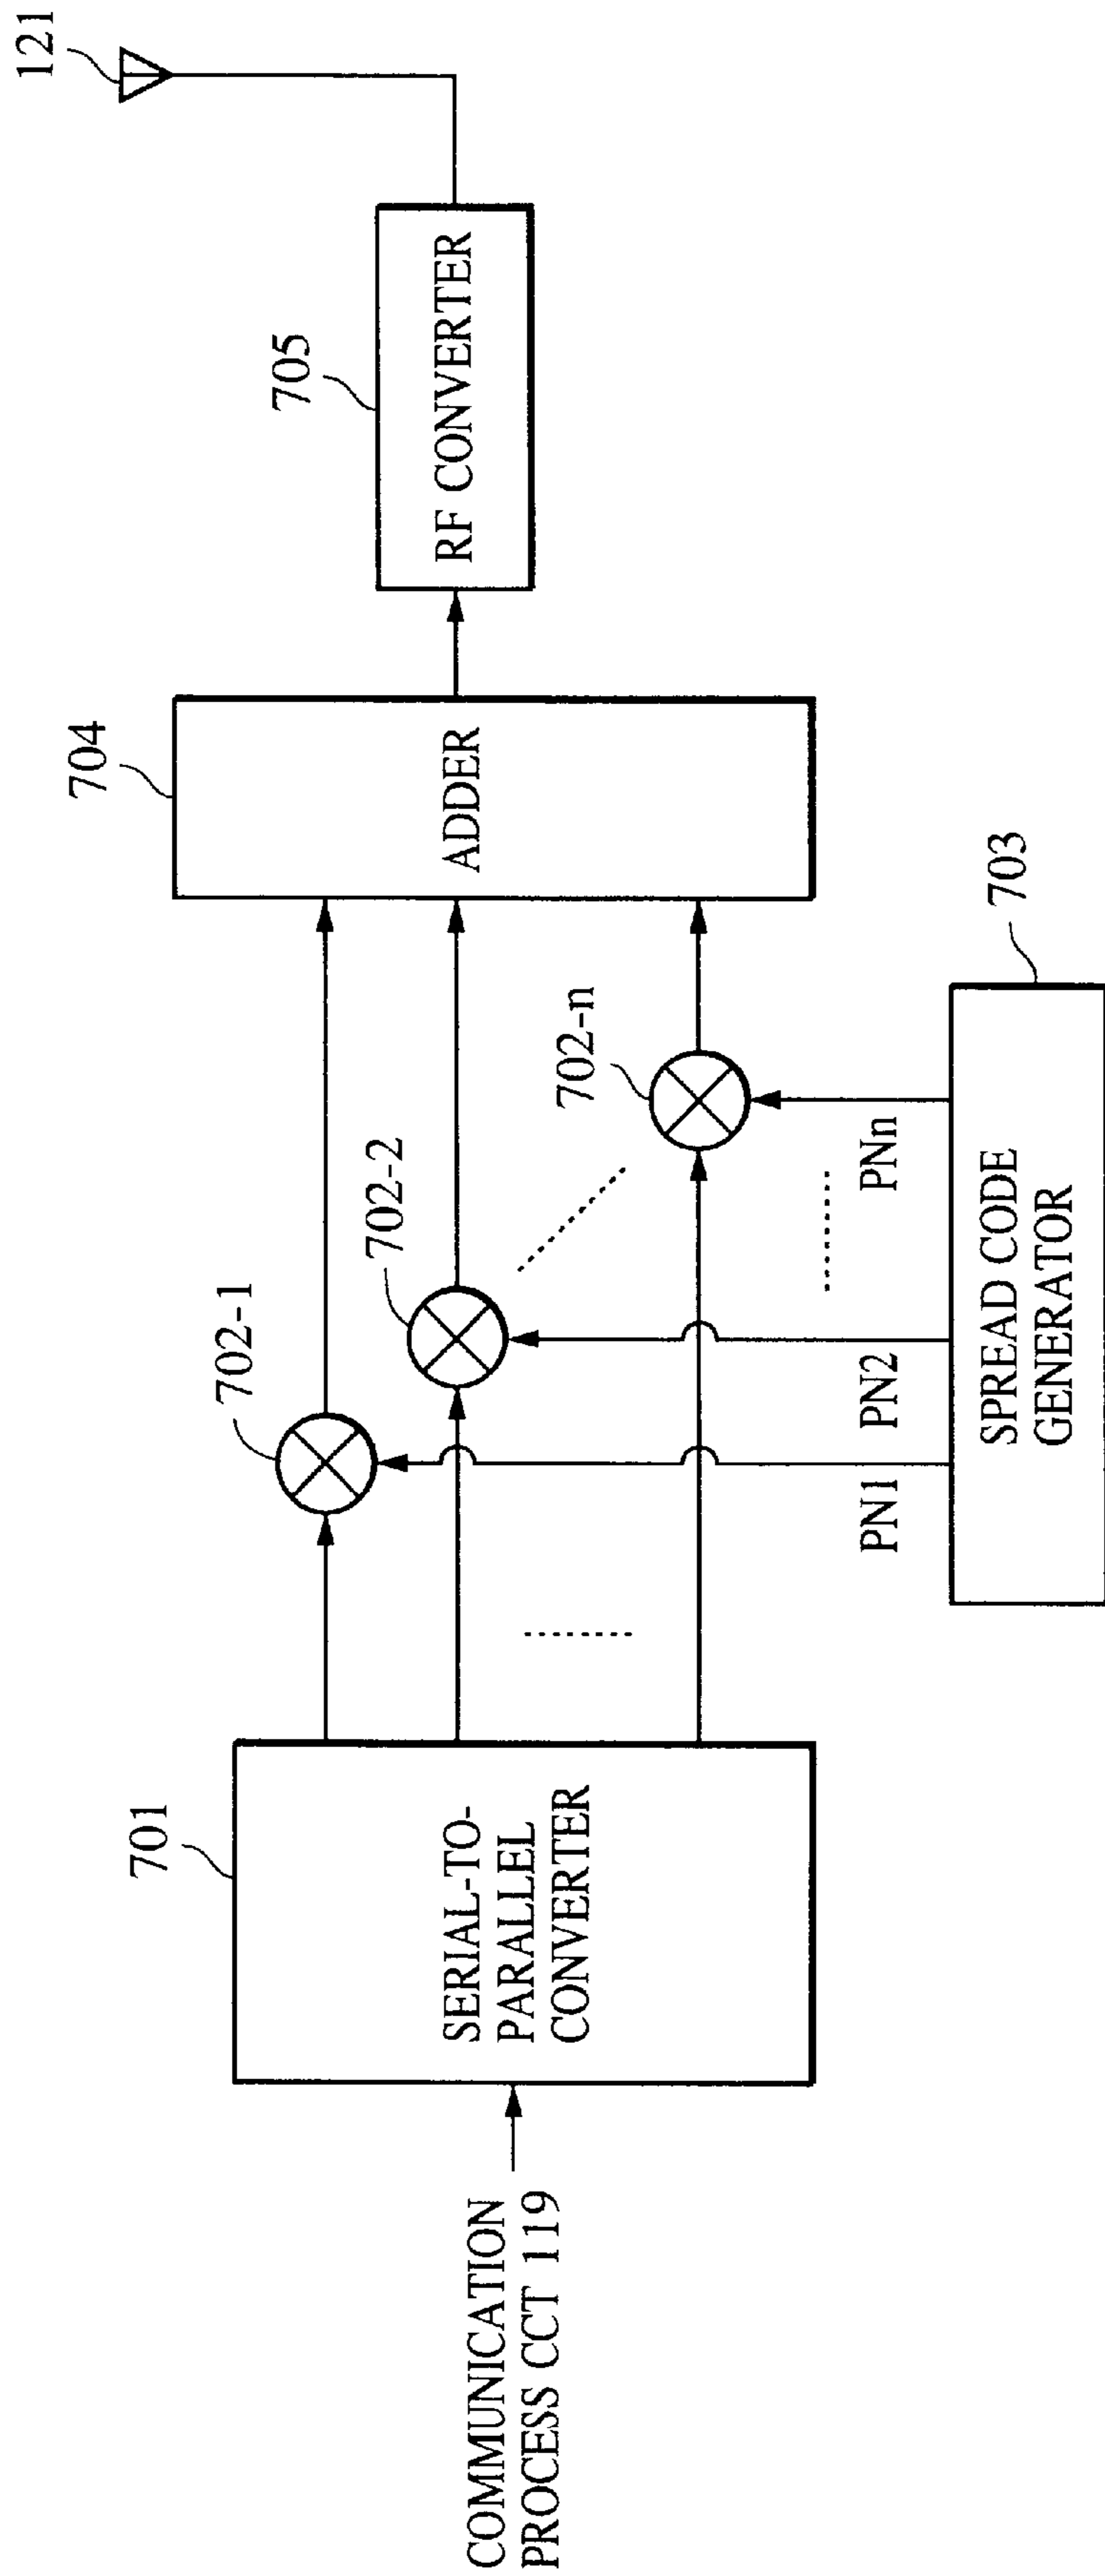 COMMUNICATION
PROCESS CCT 119
701
SERIAL-TO-
PARALLEL
CONVERTER
702-1
702-2
702-n
PN1
PN2
PNn
SPREAD CODE
GENERATOR
703
704
ADDER
705
RF CONVERTER
121